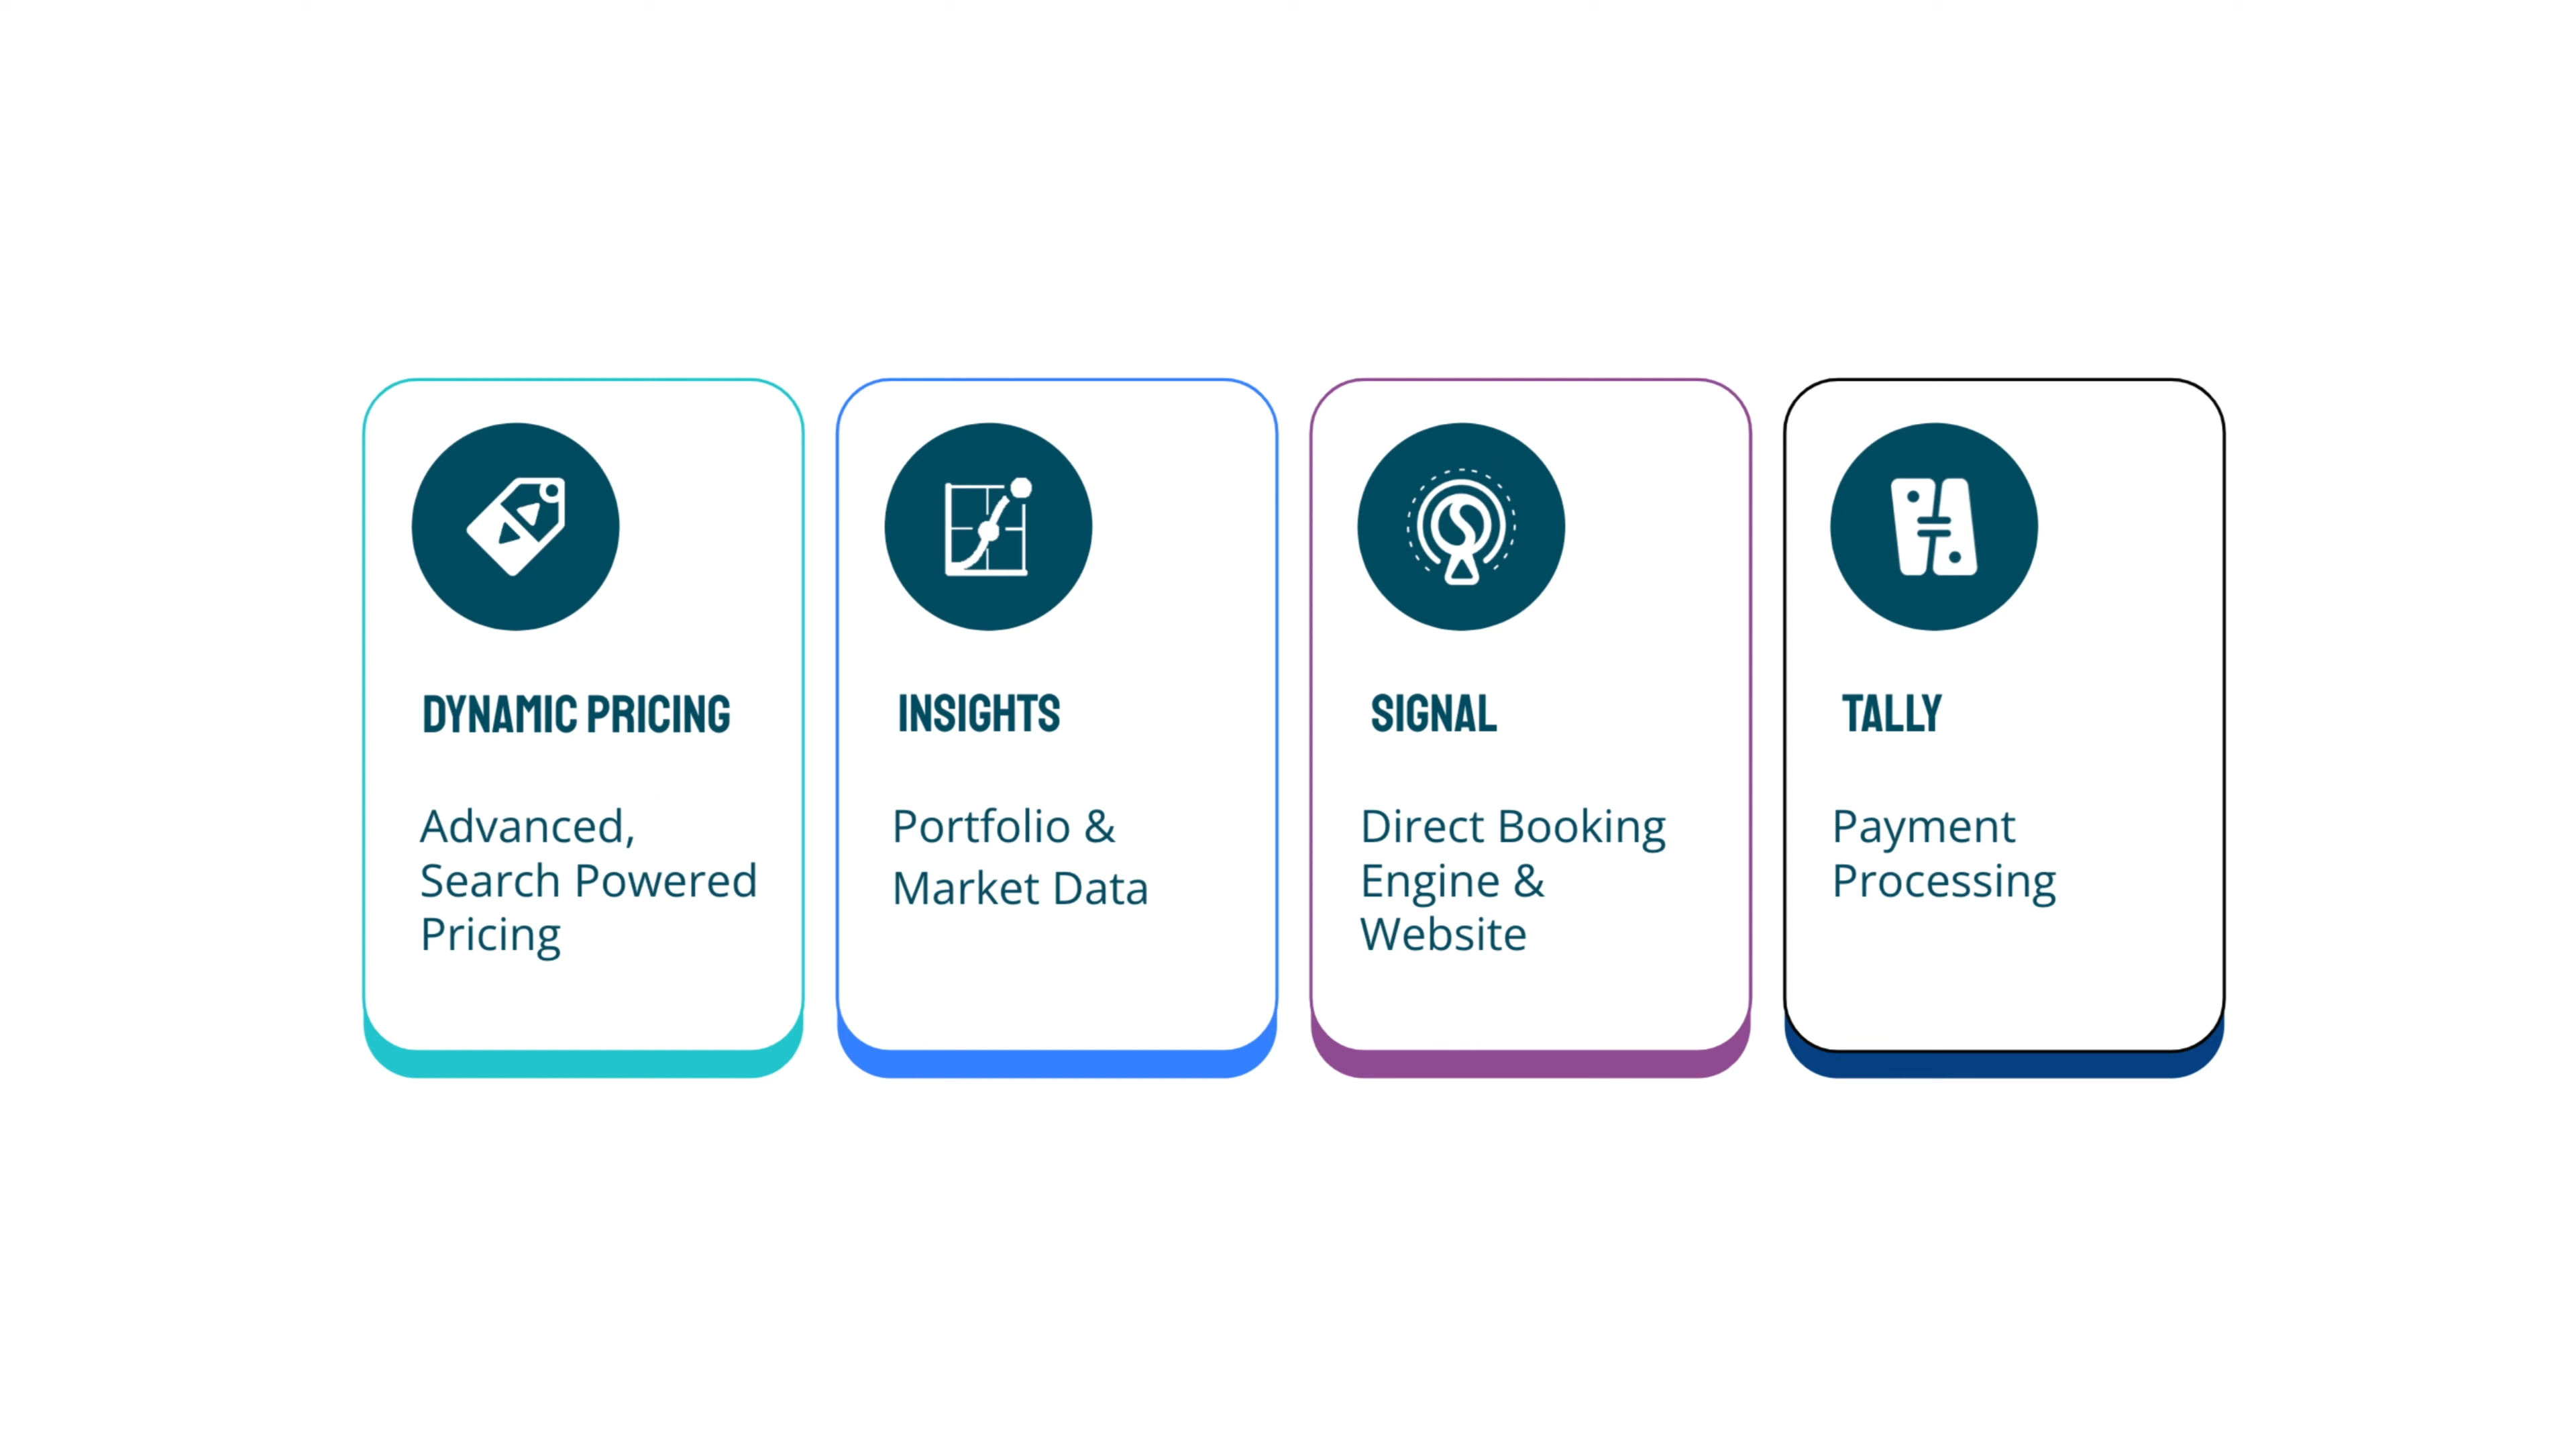 DYNAMIC PRICING
Advanced,
Search Powered
Pricing
INSIGHTS
Portfolio &
Market Data
SIGNAL
Direct Booking
Engine &
Website
TALLY
Payment
Processing